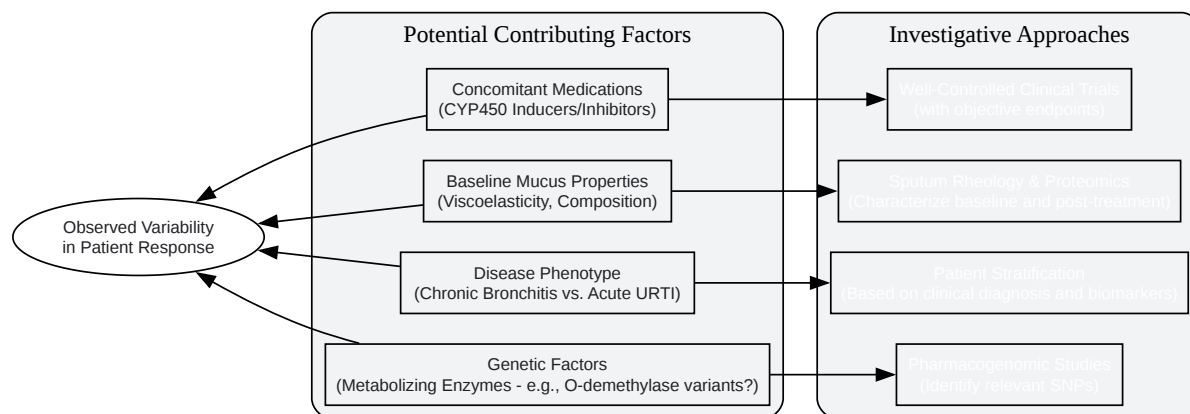 Potential Contributing Factors
Investigative Approaches
Concomitant Medications
(CYP450 Inducers/Inhibitors)
Well-Controlled Clinical Trials
(with objective endpoints)
Baseline Mucus Properties
(Viscoelasticity, Composition)
Sputum Rheology & Proteomics
(Characterize baseline and post-treatment)
Observed Variability
in Patient Response
Disease Phenotype
(Chronic Bronchitis vs. Acute URTI)
Patient Stratification
(Based on clinical diagnosis and biomarkers)
Genetic Factors
(Metabolizing Enzymes - e.g., O-demethylase variants?)
Pharmacogenomic Studies
(Identify relevant SNPs)